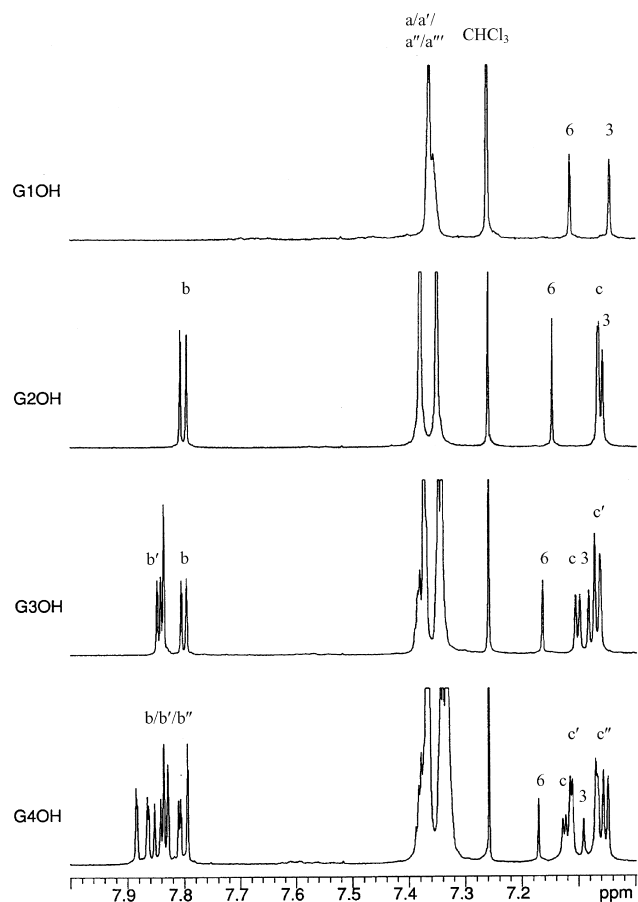 a/a′/
a″/a‴
CHCl₃
6
3
G1OH
b
6
c
3
G2OH
b′
b
6
c
3
c′
G3OH
b/b′/b″
6
c
c′
3
c″
G4OH
7.9
7.8
7.7
7.6
7.5
7.4
7.3
7.2
ppm